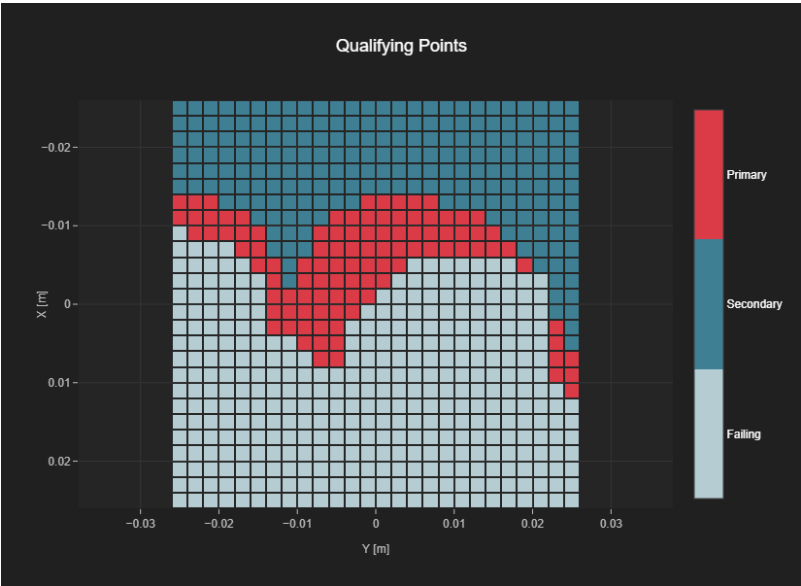 Qualifying Points
−0.02
−0.01
0
0.01
0.02
X [m]
−0.03
−0.02
−0.01
0
0.01
0.02
0.03
Y [m]
Primary
Secondary
Failing